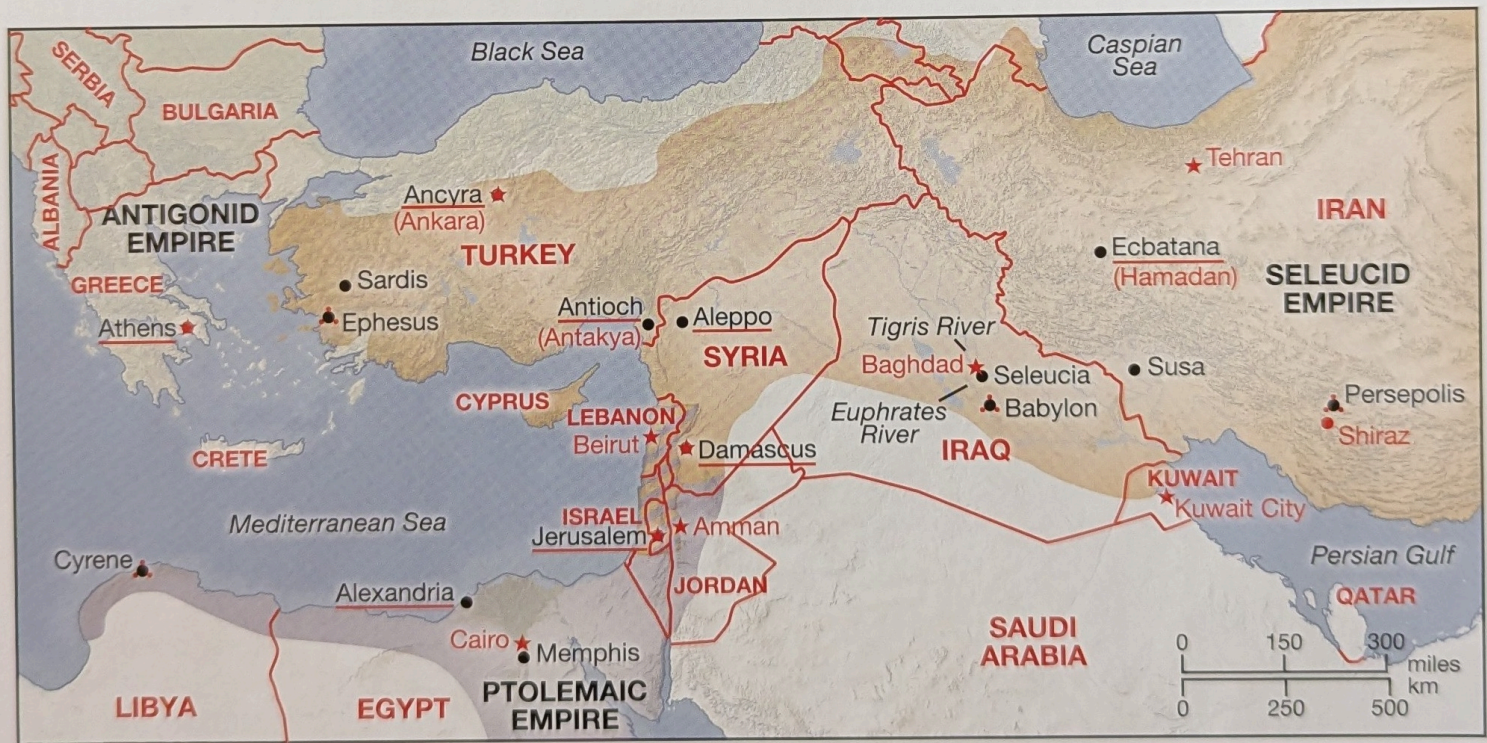 Black Sea
Caspian
Sea
SERBIA
BULGARIA
ALBANIA
ANTIGONID
EMPIRE
GREECE
Athens
Ancyra
(Ankara)
TURKEY
Sardis
Ephesus
Antioch
(Antakya)
Aleppo
SYRIA
Tehran
IRAN
Ecbatana
(Hamadan)
SELEUCID
EMPIRE
Tigris River
Baghdad
Seleucia
Susa
Euphrates
River
Babylon
IRAQ
Persepolis
Shiraz
CYPRUS
LEBANON
Beirut
Damascus
CRETE
Mediterranean Sea
ISRAEL
Jerusalem
Amman
JORDAN
KUWAIT
Kuwait City
Persian Gulf
QATAR
Cyrene
Alexandria
Cairo
Memphis
PTOLEMAIC
EMPIRE
LIBYA
EGYPT
SAUDI
ARABIA
0 150 300
miles
km
0 250 500